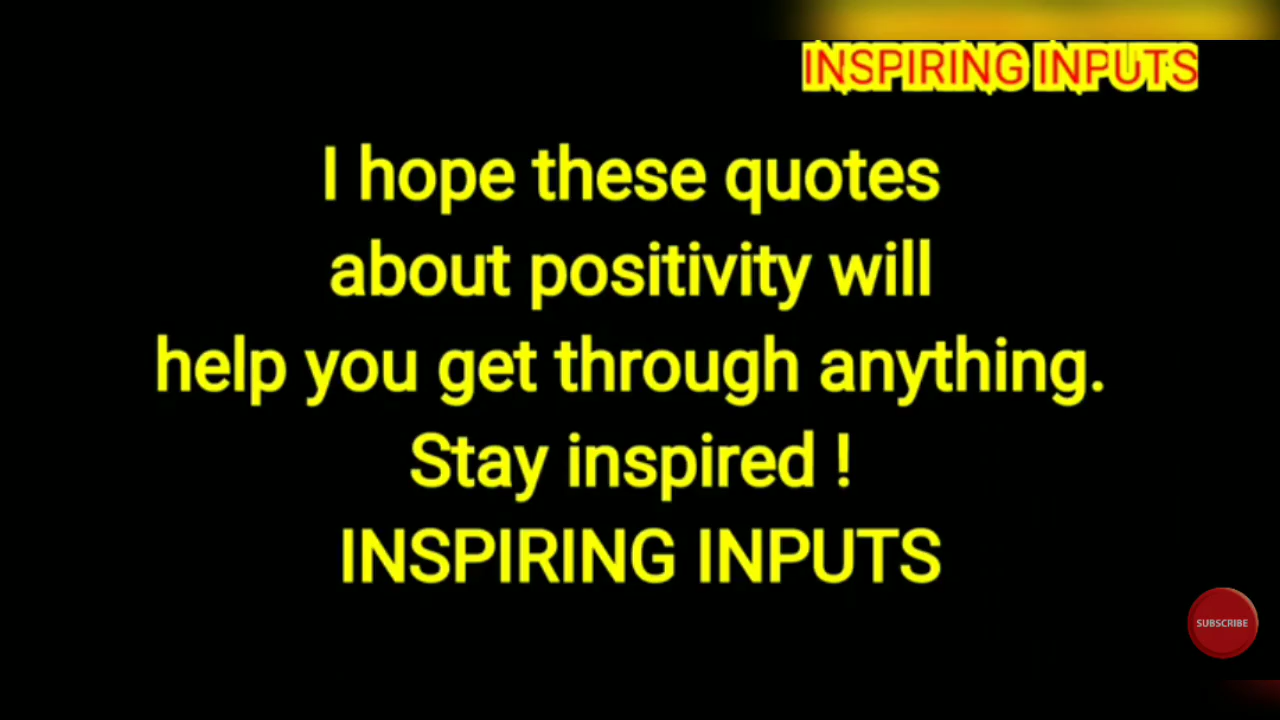 INSPIRING INPUTS
I hope these quotes
about positivity will
help you get through anything.
Stay inspired !
INSPIRING INPUTS
SUBSCRIBE